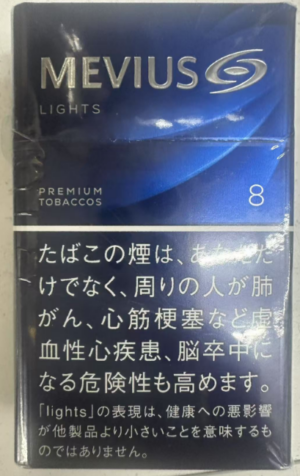 MEVIUS
LIGHTS
PREMIUM
TOBACCOS
8
たばこの煙は、あなただ
けでなく、周りの人が肺
がん、心筋梗塞など虚
血性心疾患、脳卒中に
なる危険性も高めます。
「lights」の表現は、健康への悪影響
が他製品より小さいことを意味するも
のではありません。